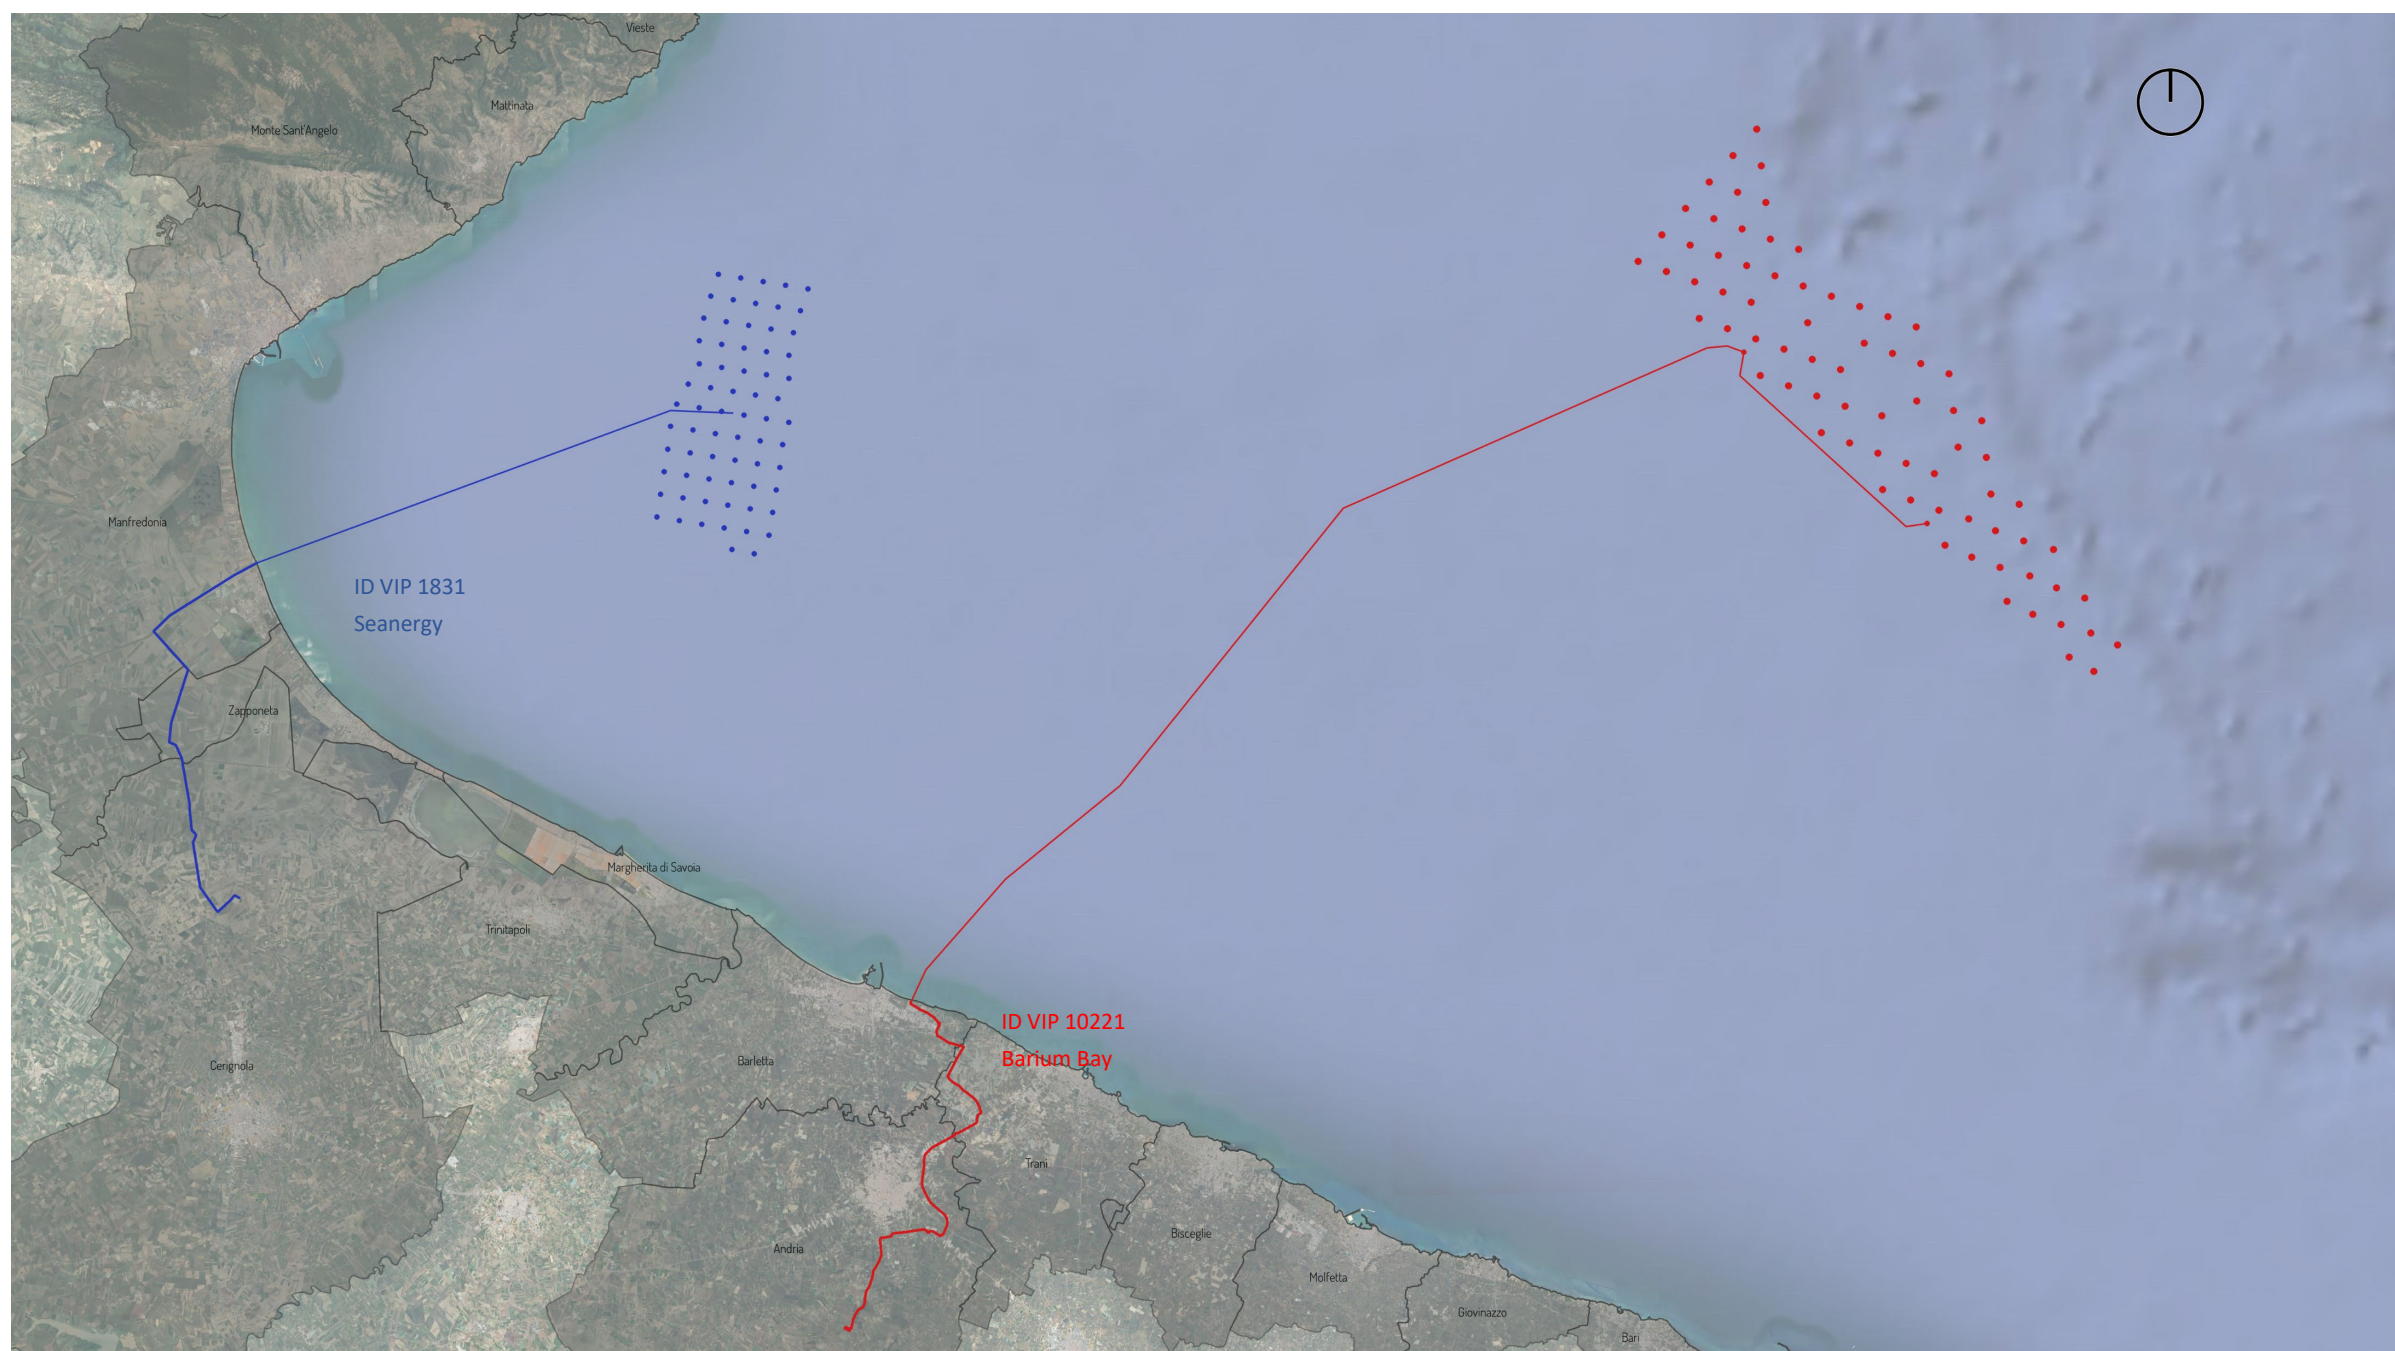 Vieste
Mattinata
Monte Sant'Angelo
Manfredonia
ID VIP 1831
Seanergy
Zapponeta
Margherita di Savoia
Trinitapoli
ID VIP 10221
Barium Bay
Barletta
Cerignola
Trani
Andria
Bisceglie
Molfetta
Giovinazzo
Bari